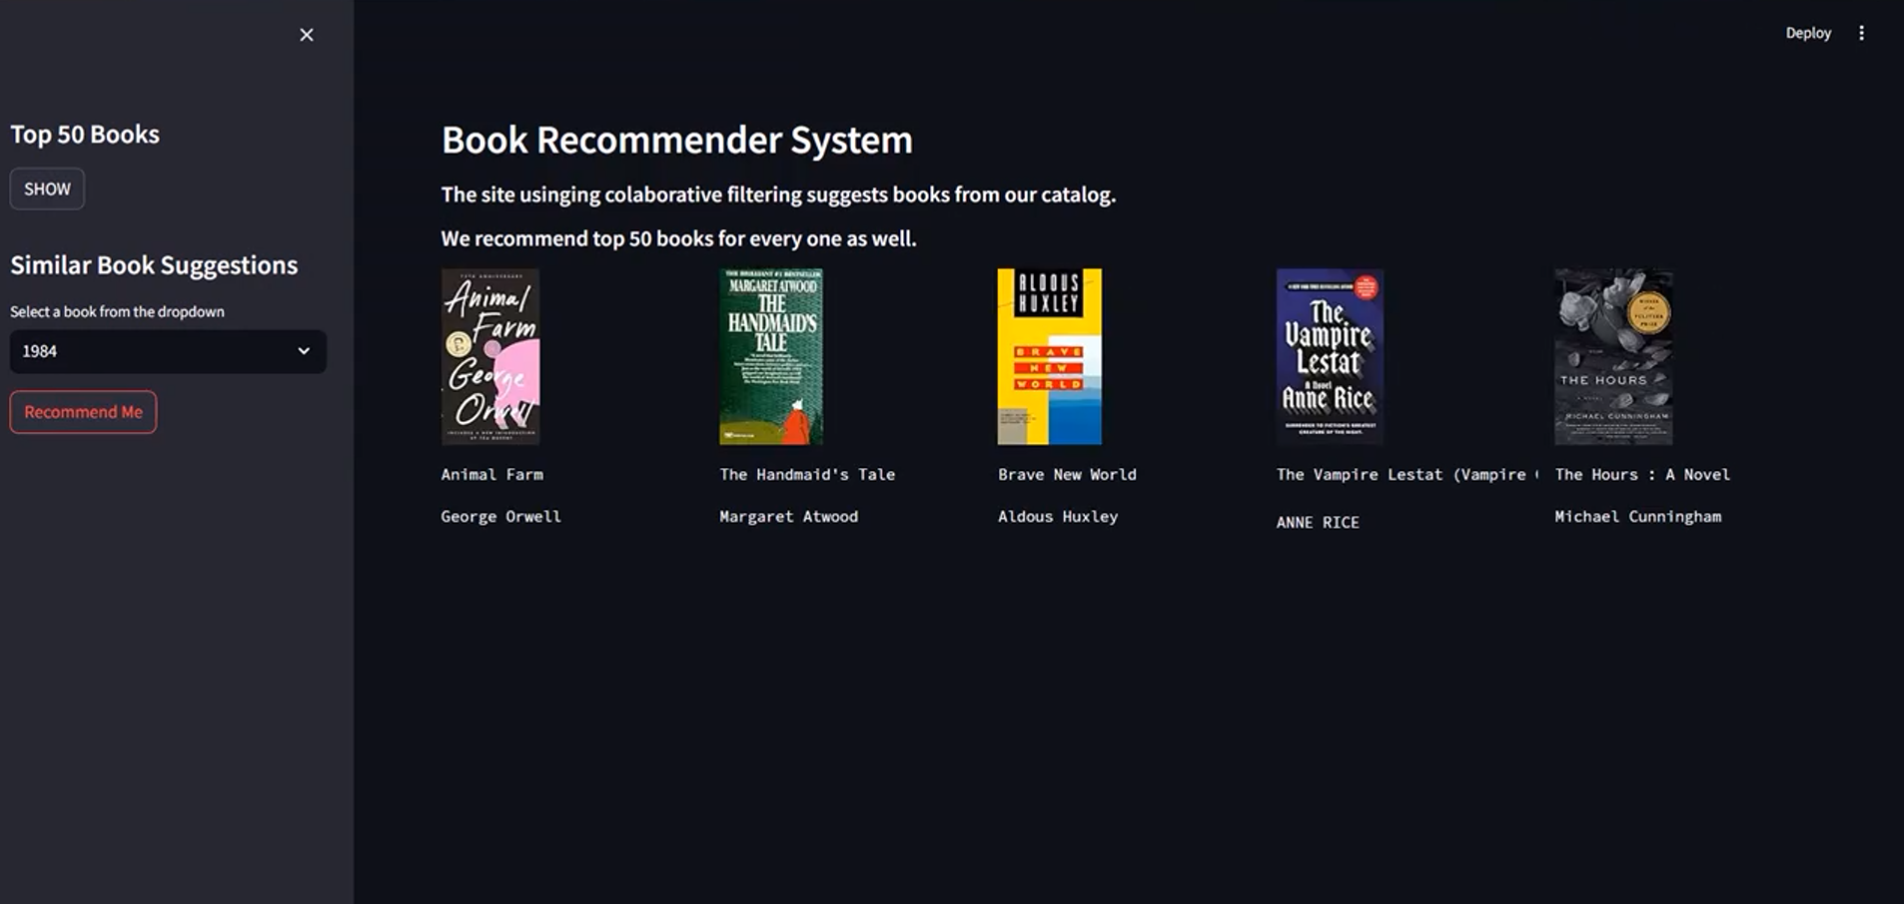 Deploy
Top 50 Books
SHOW
Similar Book Suggestions
Select a book from the dropdown
1984
Recommend Me
Book Recommender System
The site usinging colaborative filtering suggests books from our catalog.
We recommend top 50 books for every one as well.
Animal
Farm
George
Orwell
MARGARET ATWOOD
THE
HANDMAID'S
TALE
ALDOUS
HUXLEY
BRAVE
NEW
WORLD
The
Vampire
Lestat
A Novel
Anne Rice
THE HOURS
MICHAEL CUNNINGHAM
Animal Farm
George Orwell
The Handmaid's Tale
Margaret Atwood
Brave New World
Aldous Huxley
The Vampire Lestat (Vampire
ANNE RICE
The Hours : A Novel
Michael Cunningham